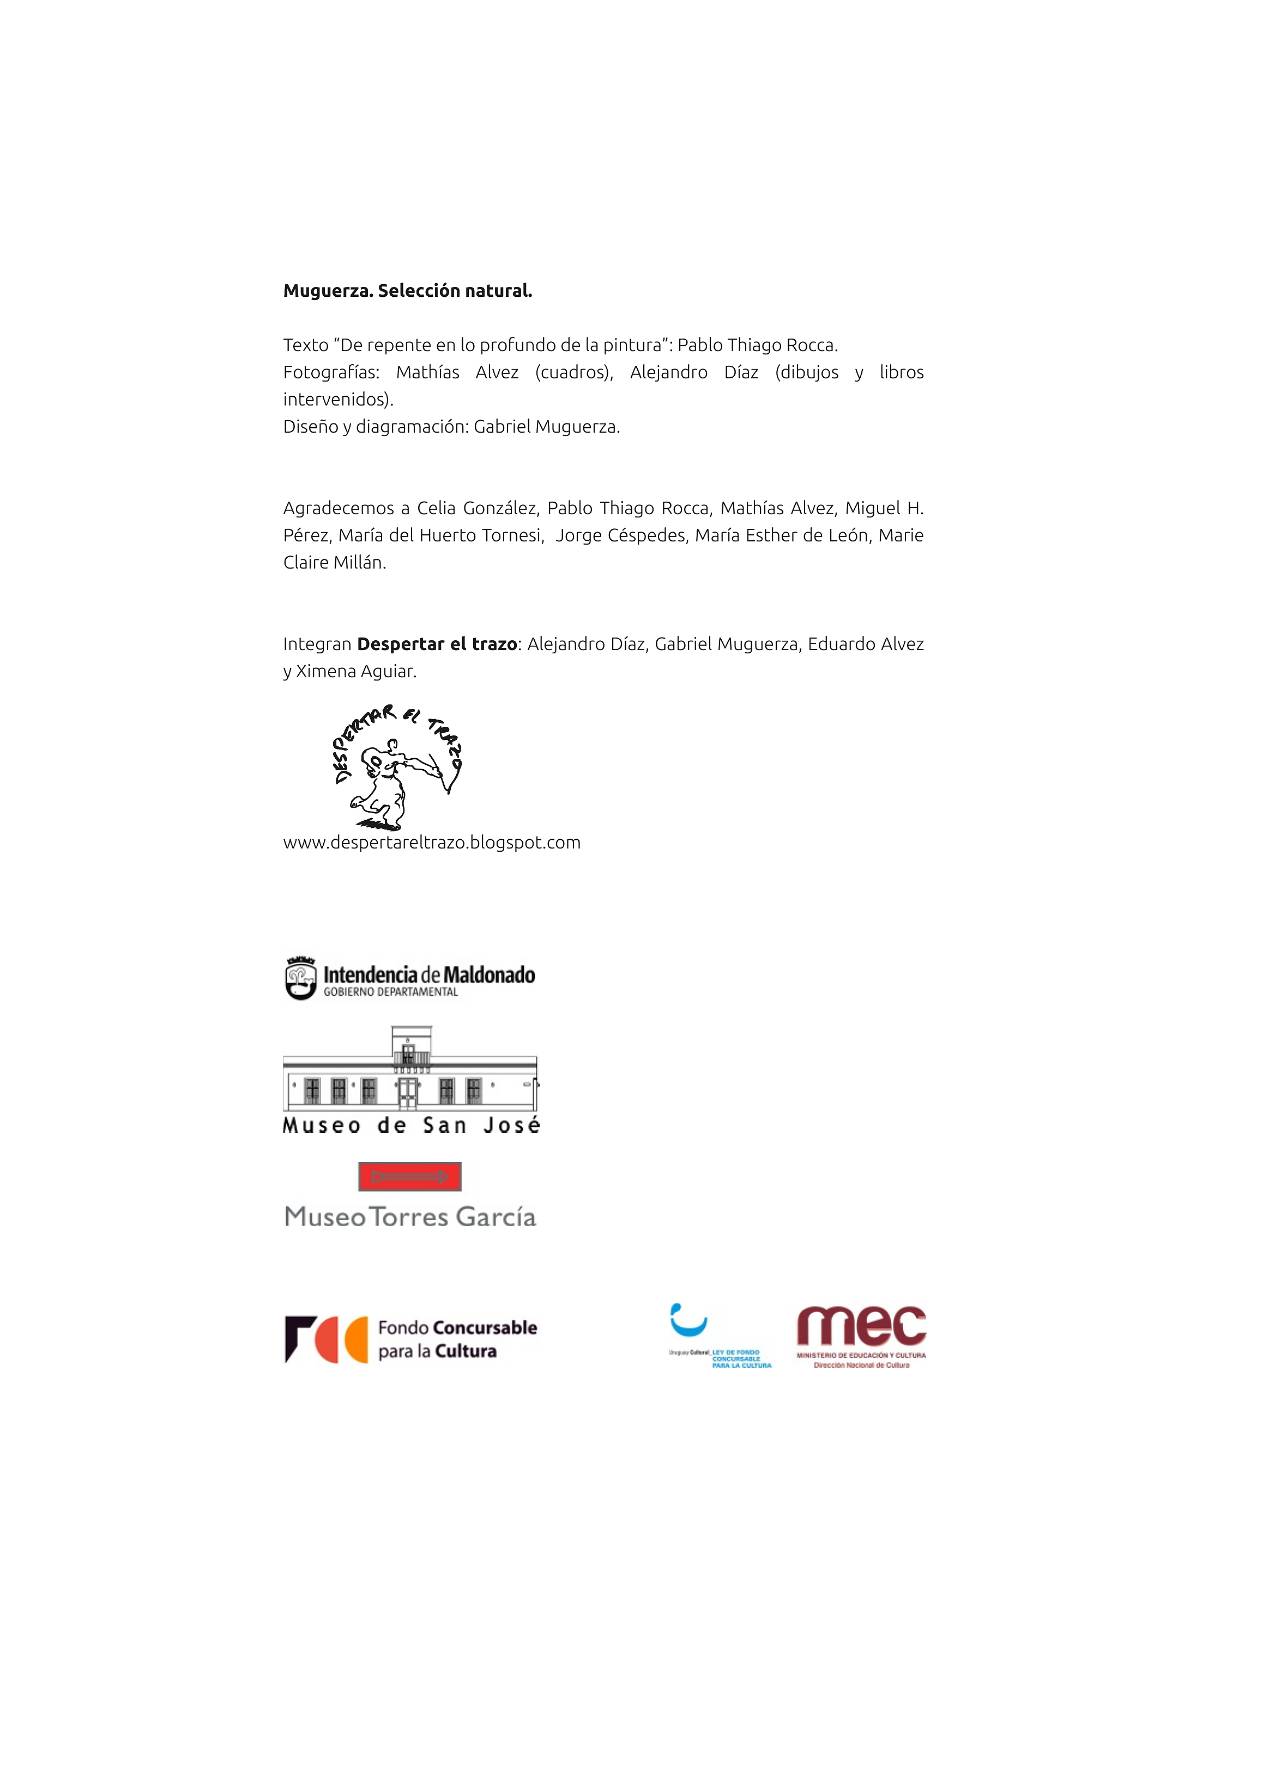 Muguerza. Selección natural.
Texto “De repente en lo profundo de la pintura”: Pablo Thiago Rocca.
Fotografías: Mathías Alvez (cuadros), Alejandro Díaz (dibujos y libros
intervenidos).
Diseño y diagramación: Gabriel Muguerza.
Agradecemos a Celia González, Pablo Thiago Rocca, Mathías Alvez, Miguel H.
Pérez, María del Huerto Tornesi, Jorge Céspedes, María Esther de León, Marie
Claire Millán.
Integran Despertar el trazo: Alejandro Díaz, Gabriel Muguerza, Eduardo Alvez
y Ximena Aguiar.
DESPERTAR EL TRAZO
www.despertareltrazo.blogspot.com
Intendencia de Maldonado
GOBIERNO DEPARTAMENTAL
Museo de San José
Museo Torres García
Fondo Concursable
para la Cultura
Uruguay Cultural_LEY DE FONDO
CONCURSABLE
PARA LA CULTURA
mec
MINISTERIO DE EDUCACIÓN Y CULTURA
Dirección Nacional de Cultura